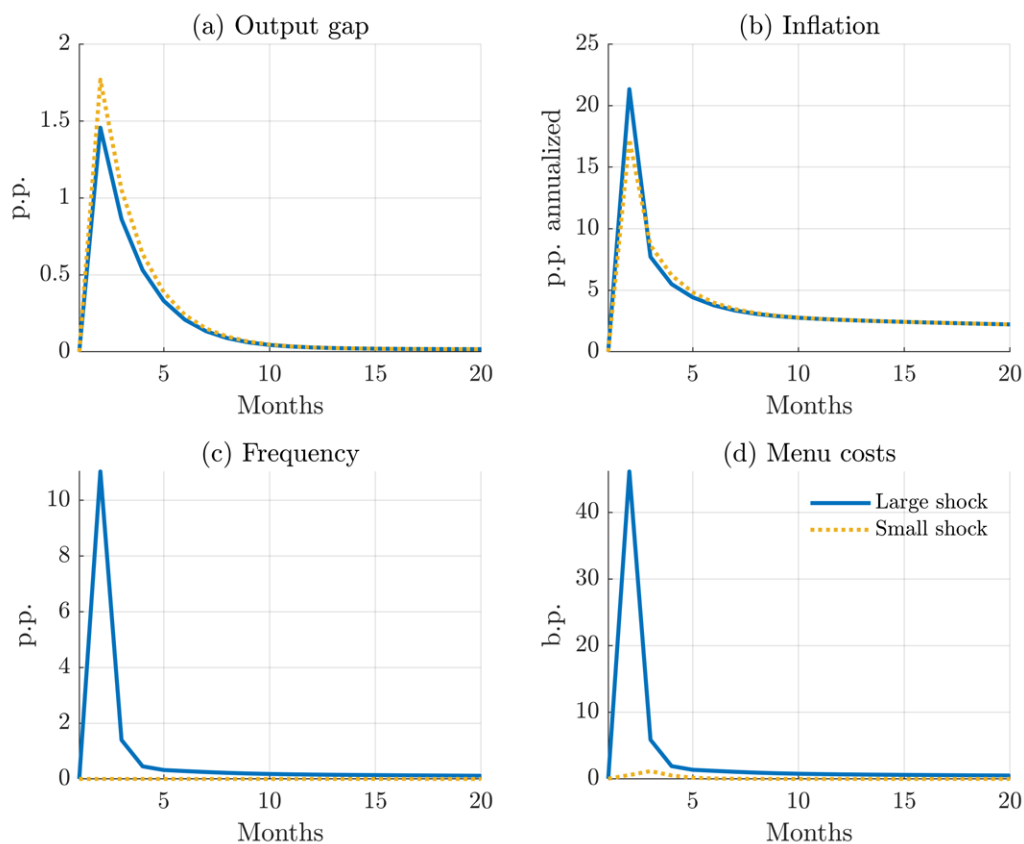 (a) Output gap
2
1.5
1
0.5
0
p.p.
5 10 15 20
Months
(b) Inflation
25
20
15
10
5
0
p.p. annualized
5 10 15 20
Months
(c) Frequency
10
8
6
4
2
0
p.p.
5 10 15 20
Months
(d) Menu costs
40
30
20
10
0
b.p.
Large shock
Small shock
5 10 15 20
Months